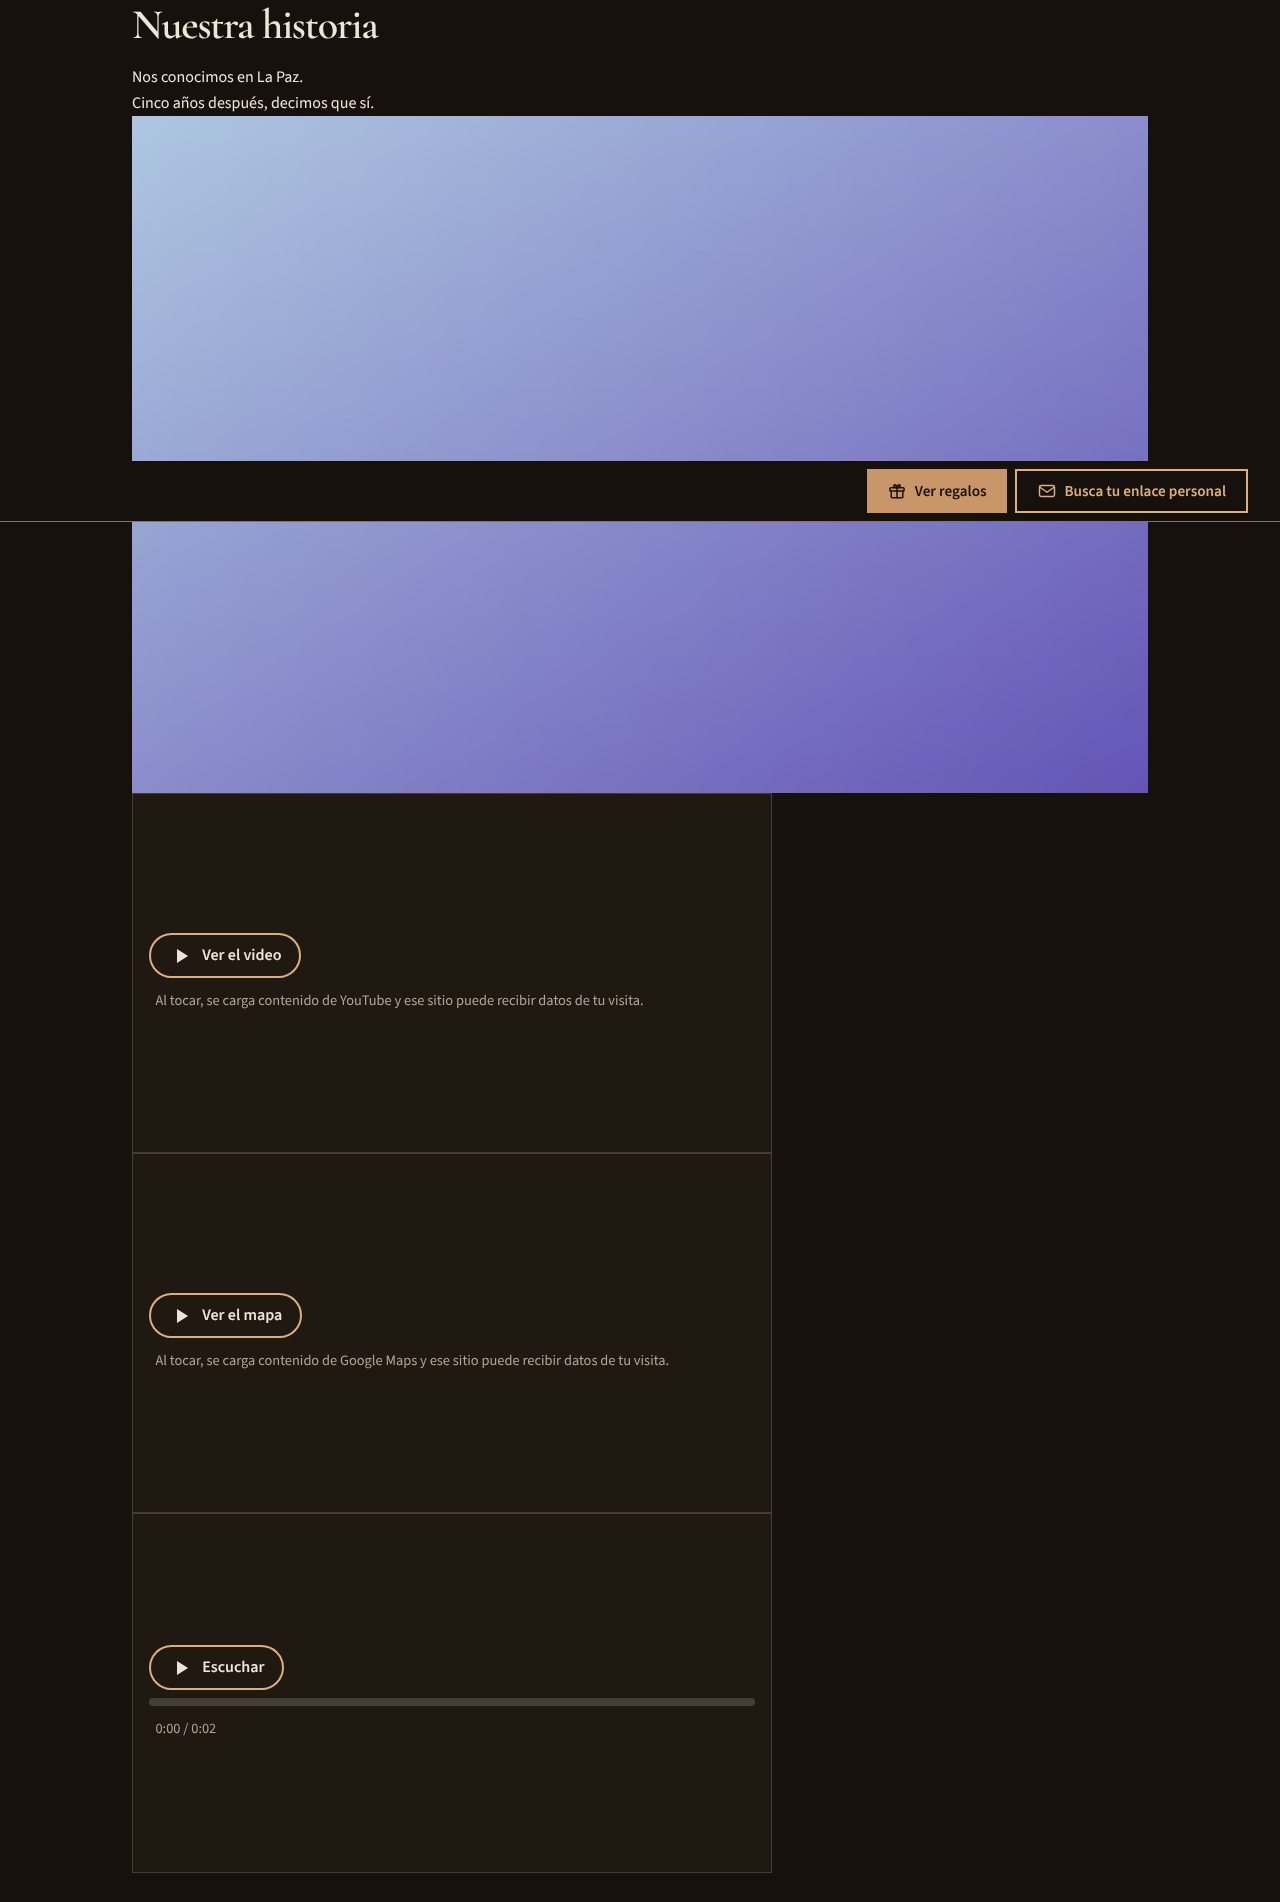 Nuestra historia
Nos conocimos en La Paz.
Cinco años después, decimos que sí.
Ver regalos
Busca tu enlace personal
Ver el video
Al tocar, se carga contenido de YouTube y ese sitio puede recibir datos de tu visita.
Ver el mapa
Al tocar, se carga contenido de Google Maps y ese sitio puede recibir datos de tu visita.
Escuchar
0:00 / 0:02